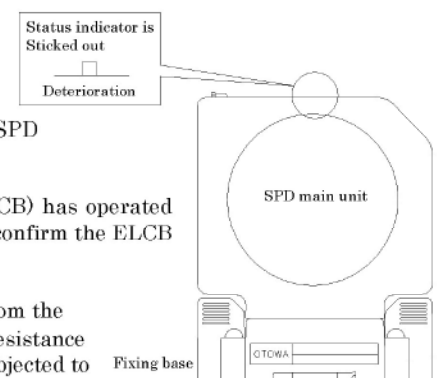 Status indicator is
Sticked out
Deterioration
SPD
SPD main unit
CB) has operated
confirm the ELCB
om the
esistance
bjected to
Fixing base
OTOWA